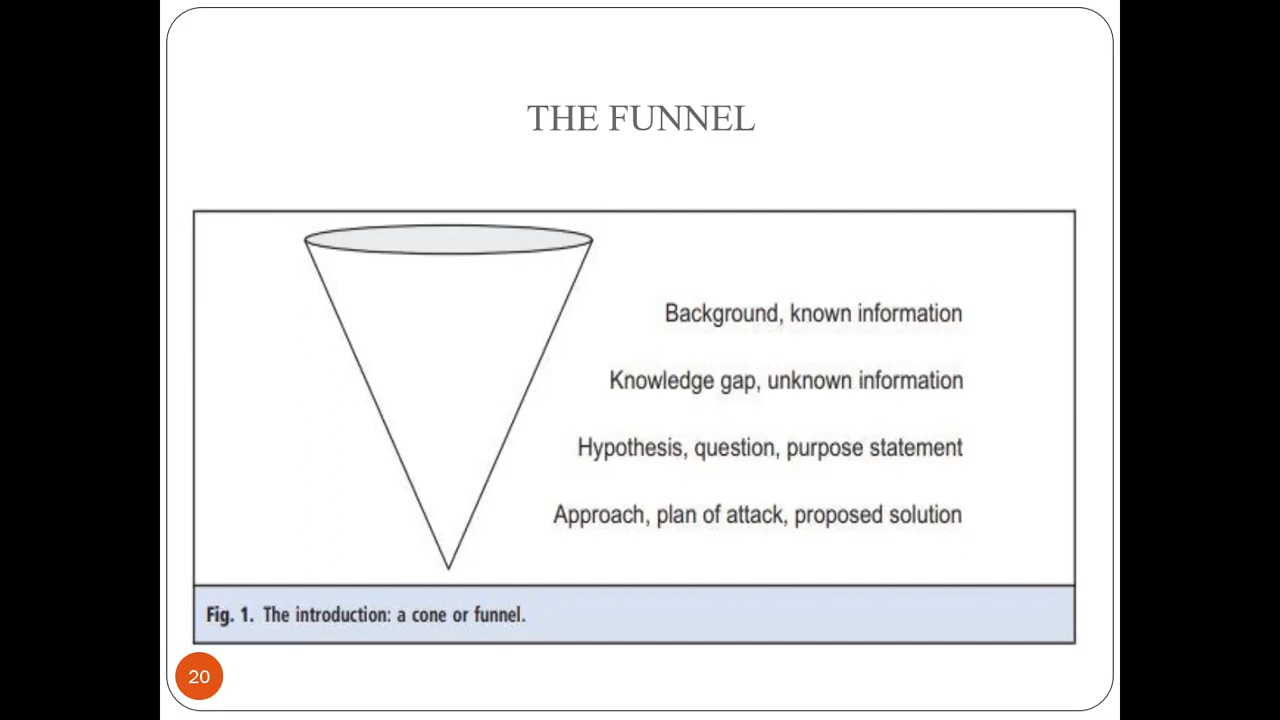 THE FUNNEL
Background, known information
Knowledge gap, unknown information
Hypothesis, question, purpose statement
Approach, plan of attack, proposed solution
Fig. 1. The introduction: a cone or funnel.
20